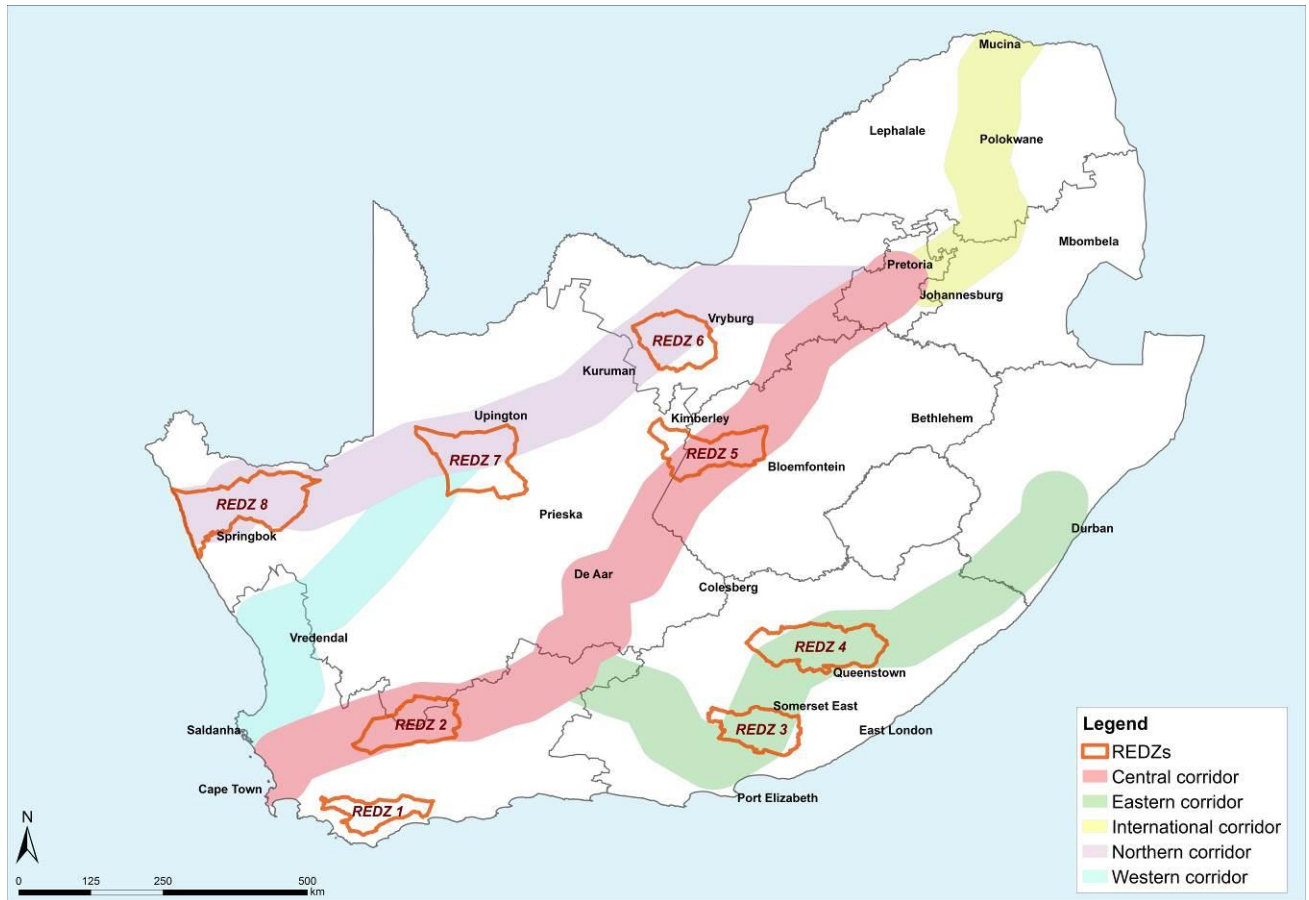 Mucina
Lephalale
Polokwane
Mbombela
Pretoria
Johannesburg
Vryburg
REDZ 6
Kuruman
Upington
Kimberley
Bethlehem
REDZ 5
REDZ 7
Bloemfontein
REDZ 8
Prieska
Springbok
Durban
De Aar
Colesberg
Vredendal
REDZ 4
Queenstown
Somerset East
REDZ 2
REDZ 3
Saldanha
East London
Cape Town
Port Elizabeth
REDZ 1
Legend
REDZs
Central corridor
Eastern corridor
International corridor
Northern corridor
Western corridor
N
0 125 250 500
km